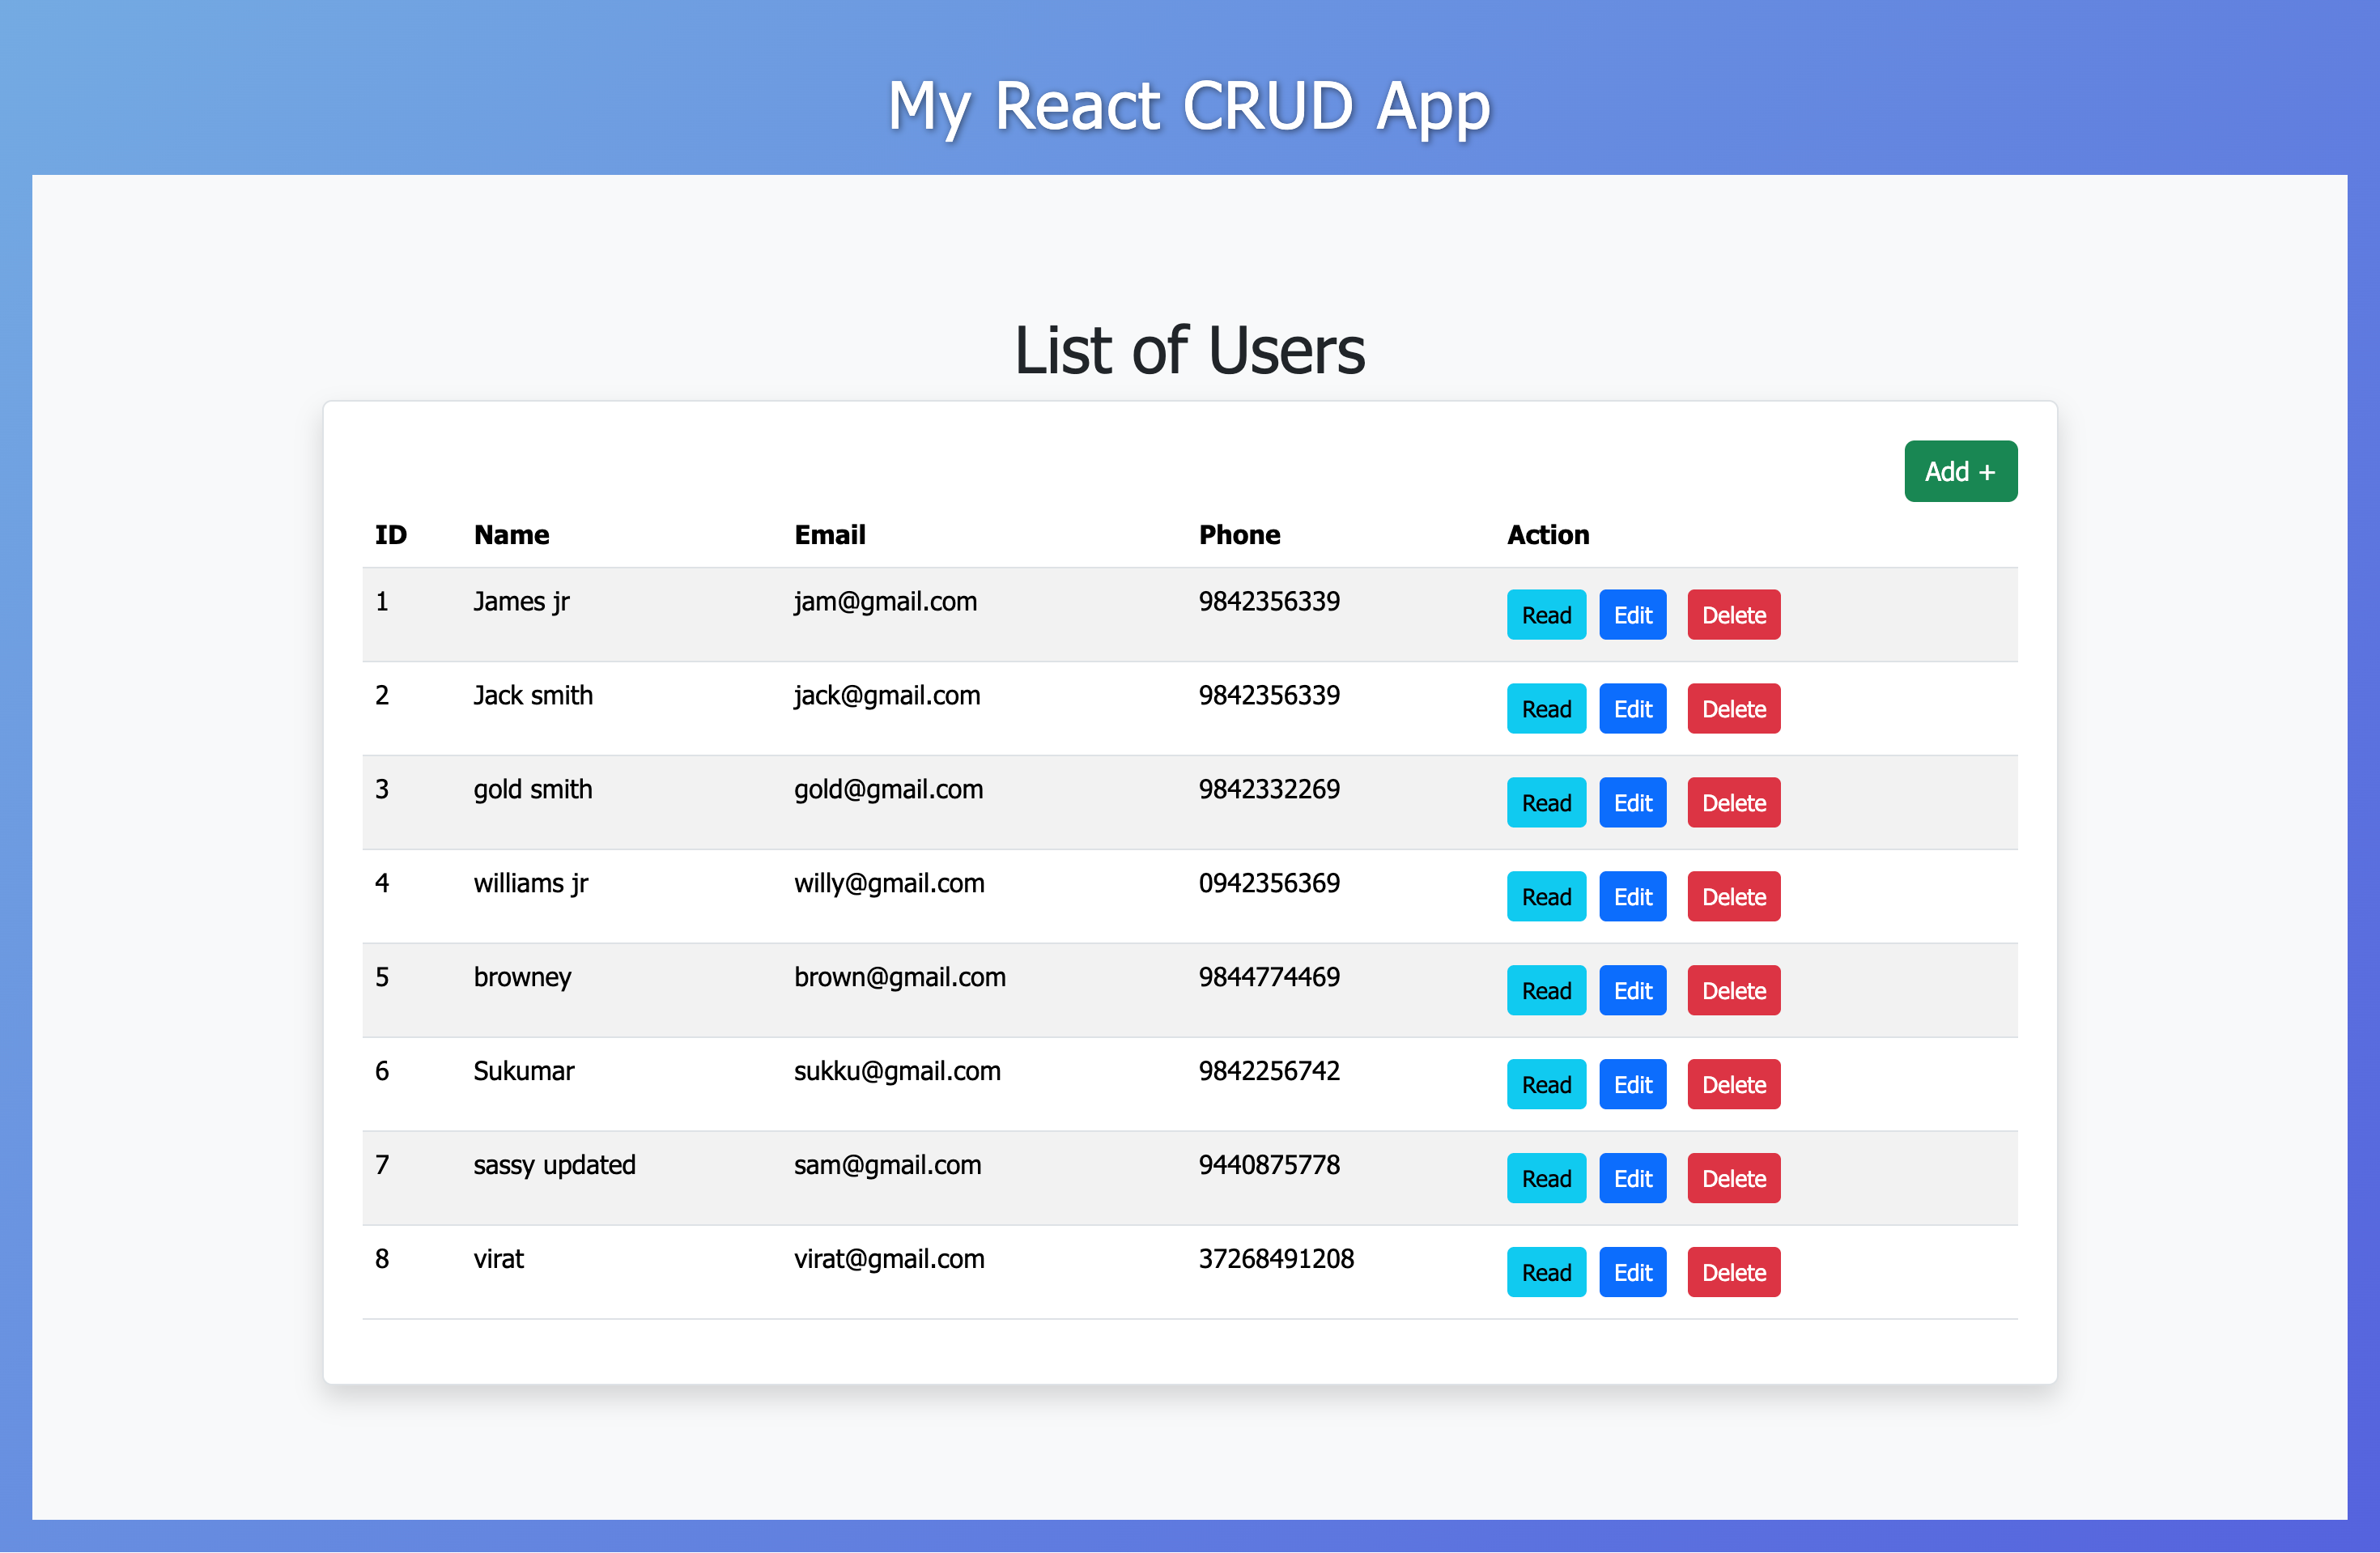 My React CRUD App
List of Users
Add +
ID Name Email Phone Action
1 James jr jam@gmail.com 9842356339 Read Edit Delete
2 Jack smith jack@gmail.com 9842356339 Read Edit Delete
3 gold smith gold@gmail.com 9842332269 Read Edit Delete
4 williams jr willy@gmail.com 0942356369 Read Edit Delete
5 browney brown@gmail.com 9844774469 Read Edit Delete
6 Sukumar sukku@gmail.com 9842256742 Read Edit Delete
7 sassy updated sam@gmail.com 9440875778 Read Edit Delete
8 virat virat@gmail.com 37268491208 Read Edit Delete